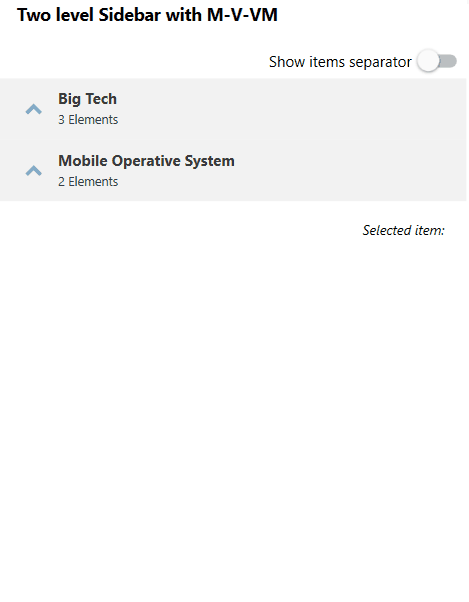 Two level Sidebar with M-V-VM
Show items separator
Big Tech
3 Elements
Mobile Operative System
2 Elements
Selected item: